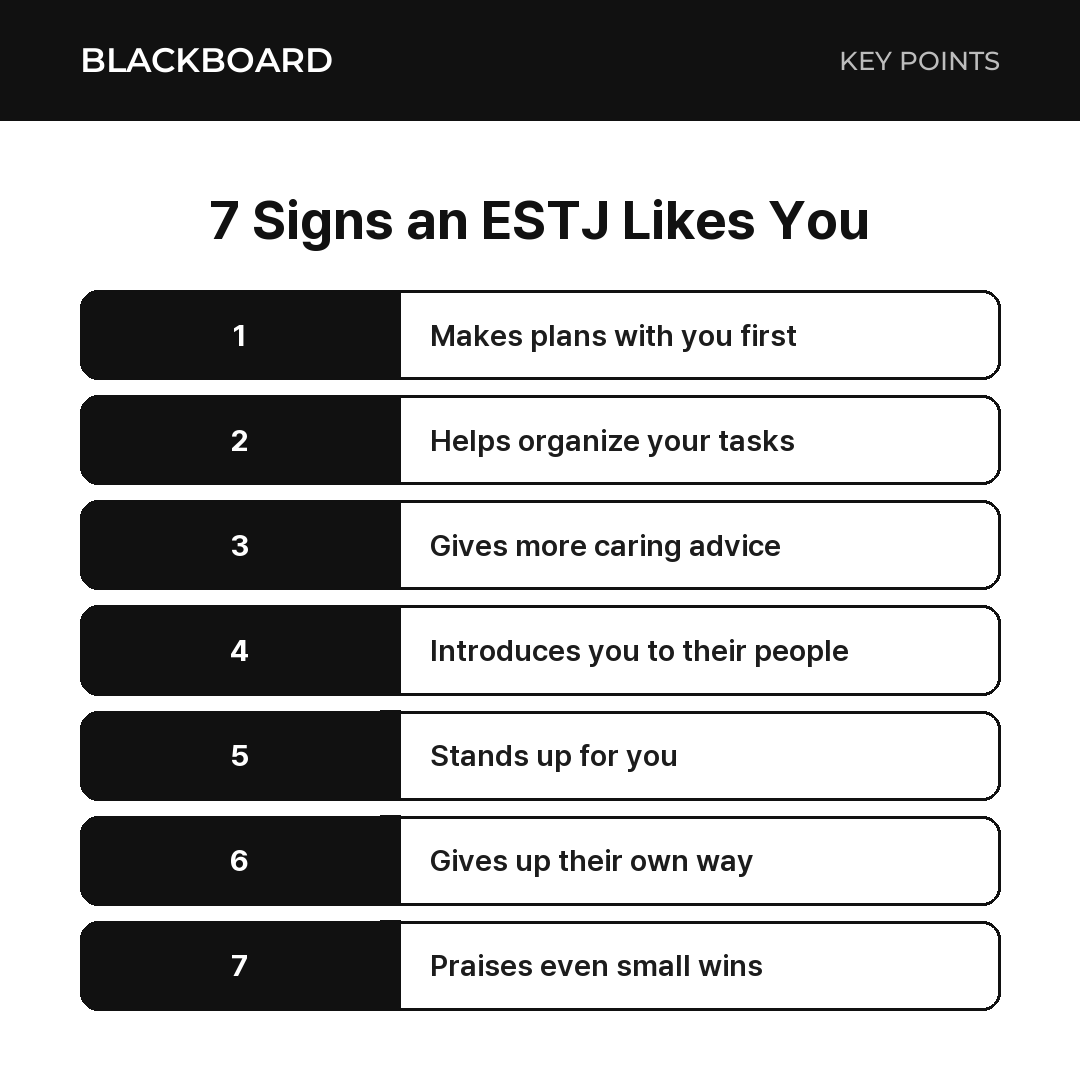 BLACKBOARD
KEY POINTS
7 Signs an ESTJ Likes You
1 Makes plans with you first
2 Helps organize your tasks
3 Gives more caring advice
4 Introduces you to their people
5 Stands up for you
6 Gives up their own way
7 Praises even small wins